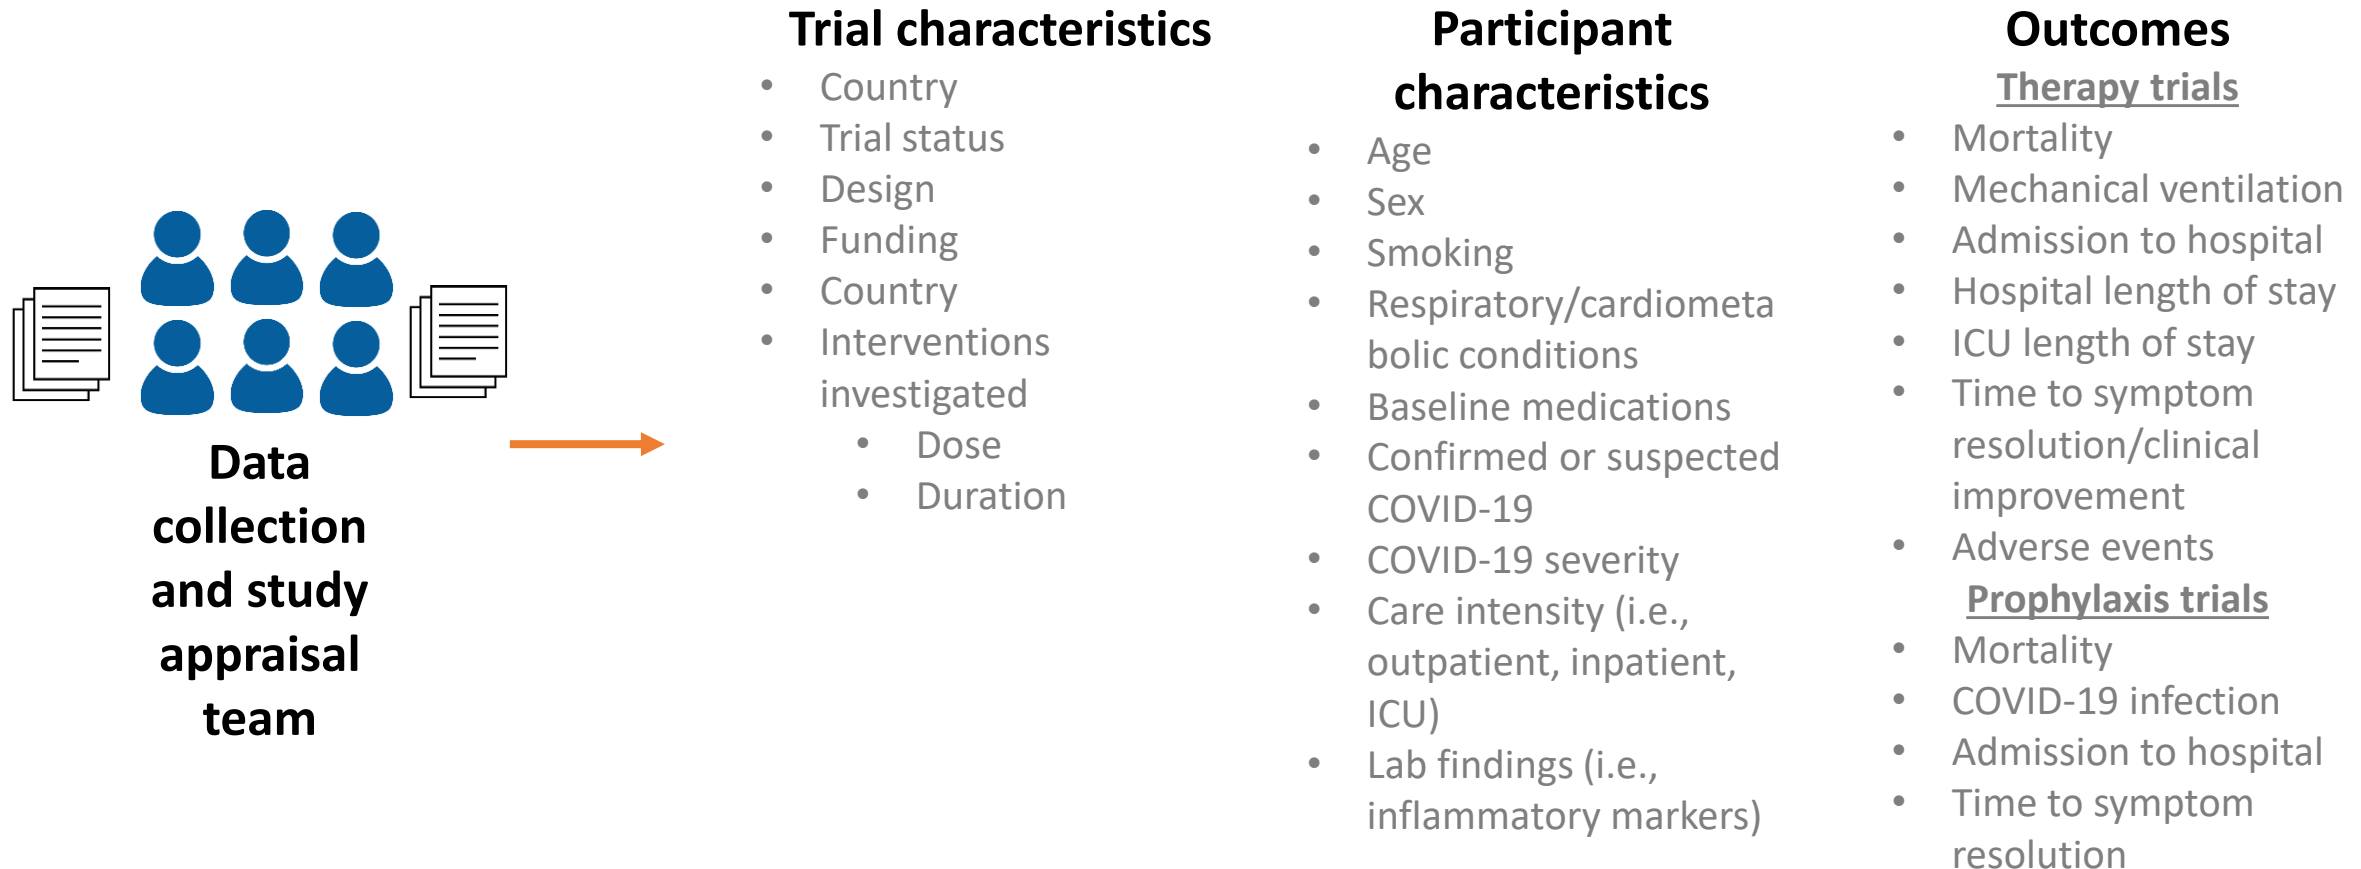 Data
collection
and study
appraisal
team
Trial characteristics
• Country
• Trial status
• Design
• Funding
• Country
• Interventions
investigated
• Dose
• Duration
Participant
characteristics
• Age
• Sex
• Smoking
• Respiratory/cardiometa
bolic conditions
• Baseline medications
• Confirmed or suspected
COVID-19
• COVID-19 severity
• Care intensity (i.e.,
outpatient, inpatient,
ICU)
• Lab findings (i.e.,
inflammatory markers)
Outcomes
Therapy trials
• Mortality
• Mechanical ventilation
• Admission to hospital
• Hospital length of stay
• ICU length of stay
• Time to symptom
resolution/clinical
improvement
• Adverse events
Prophylaxis trials
• Mortality
• COVID-19 infection
• Admission to hospital
• Time to symptom
resolution